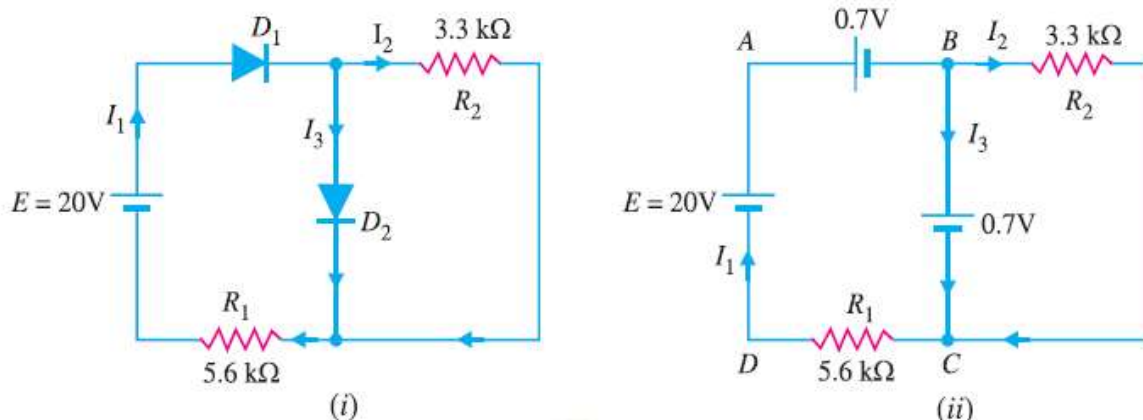 D₁
I₂
3.3 kΩ
R₂
I₁
I₃
E = 20V
D₂
R₁
5.6 kΩ
(i)
0.7V
A
B
I₂
3.3 kΩ
R₂
I₃
E = 20V
0.7V
I₁
R₁
D
5.6 kΩ
C
(ii)